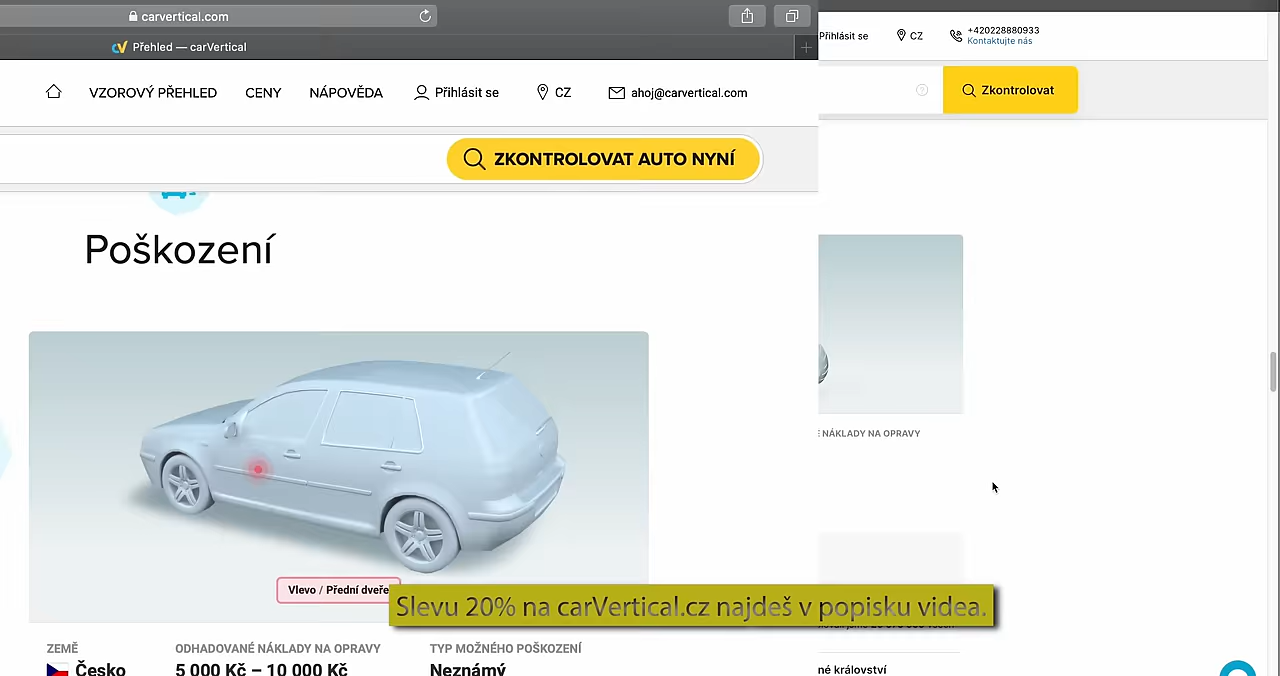 carvertical.com
Přehled — carVertical
VZOROVÝ PŘEHLED
CENY
NÁPOVĚDA
Přihlásit se
CZ
ahoj@carvertical.com
ZKONTROLOVAT AUTO NYNÍ
Přihlásit se
CZ
+420228880933
Kontaktujte nás
Zkontrolovat
Poškození
NÁKLADY NA OPRAVY
Vlevo / Přední dveře
Slevu 20% na carVertical.cz najdeš v popisku videa.
ZEMĚ
ODHADOVANÉ NÁKLADY NA OPRAVY
TYP MOŽNÉHO POŠKOZENÍ
Česko
5 000 Kč – 10 000 Kč
Neznámý
né království